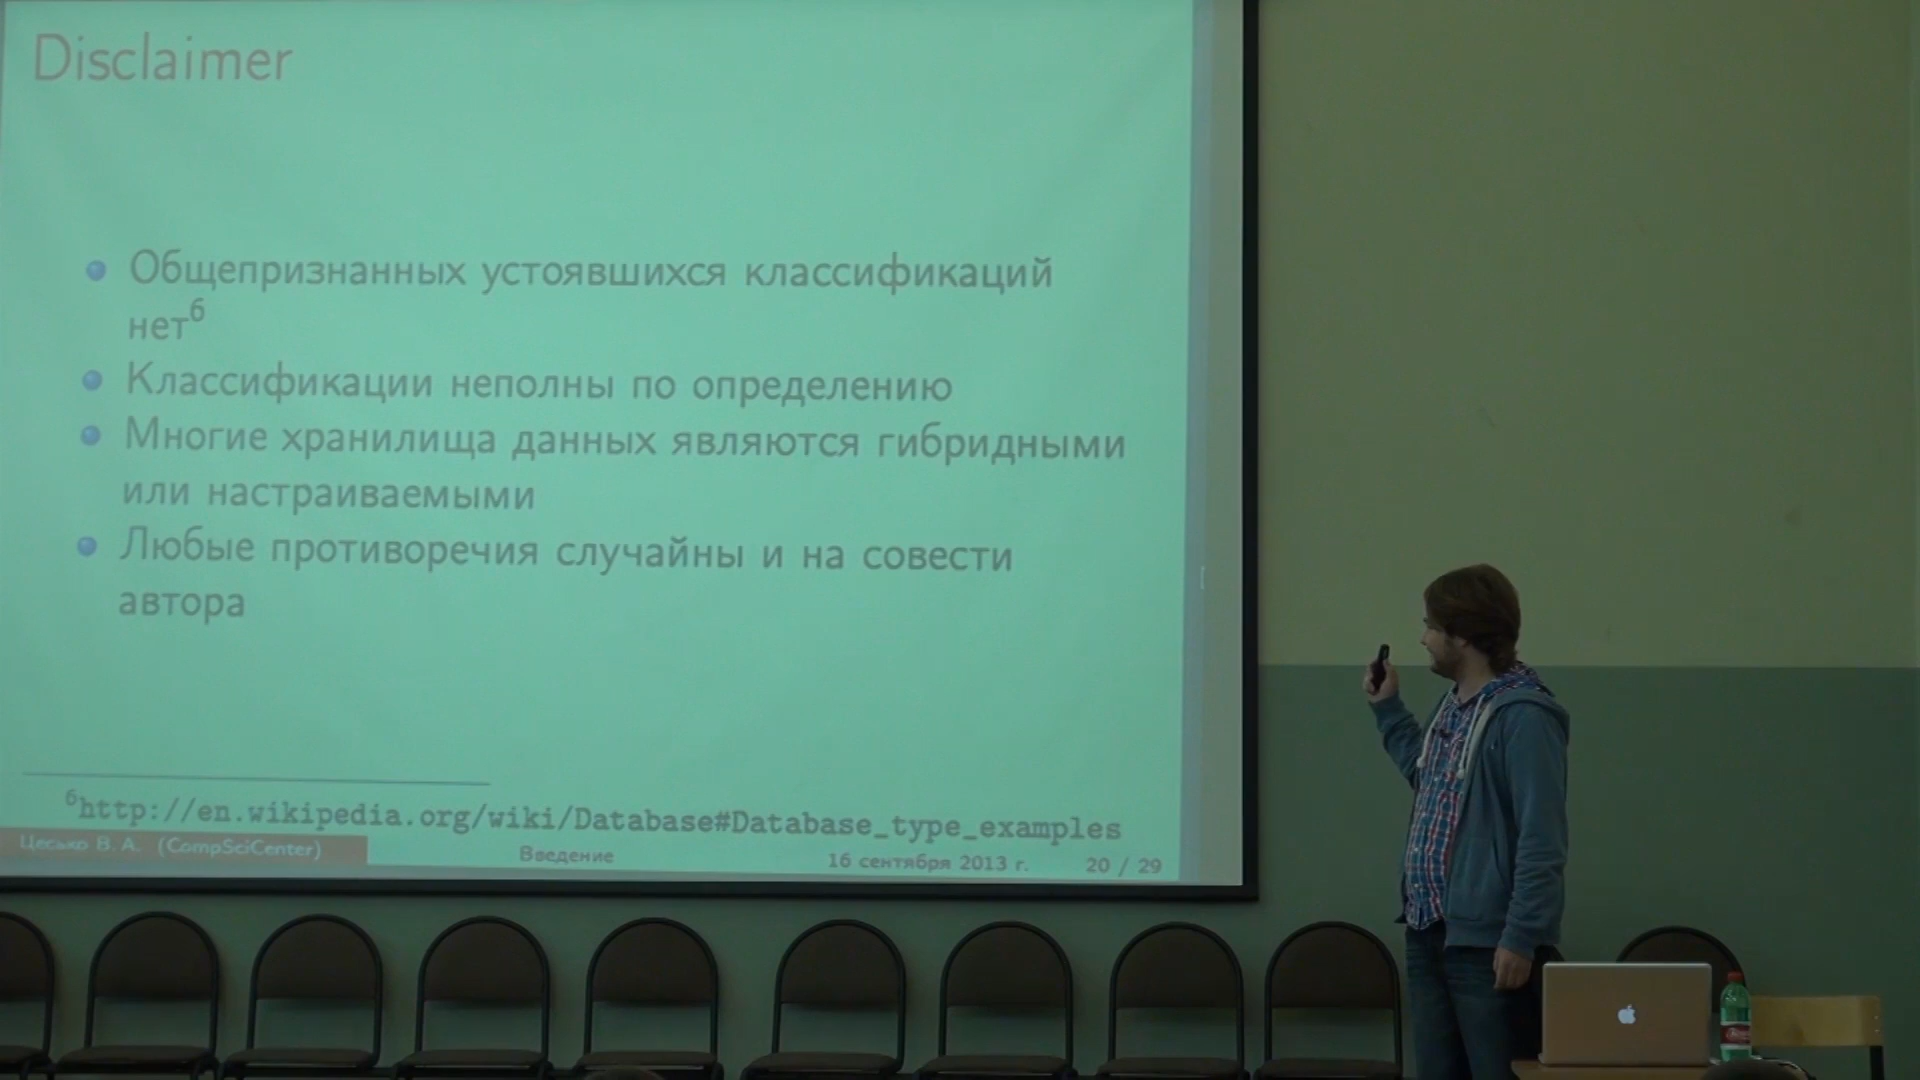 Disclaimer
Общепризнанных устоявшихся классификаций
нет⁶
Классификации неполны по определению
Многие хранилища данных являются гибридными
или настраиваемыми
Любые противоречия случайны и на совести
автора
⁶http://en.wikipedia.org/wiki/Database#Database_type_examples
Цесько В. А. (CompSciCenter)
Введение
16 сентября 2013 г.
20 / 29